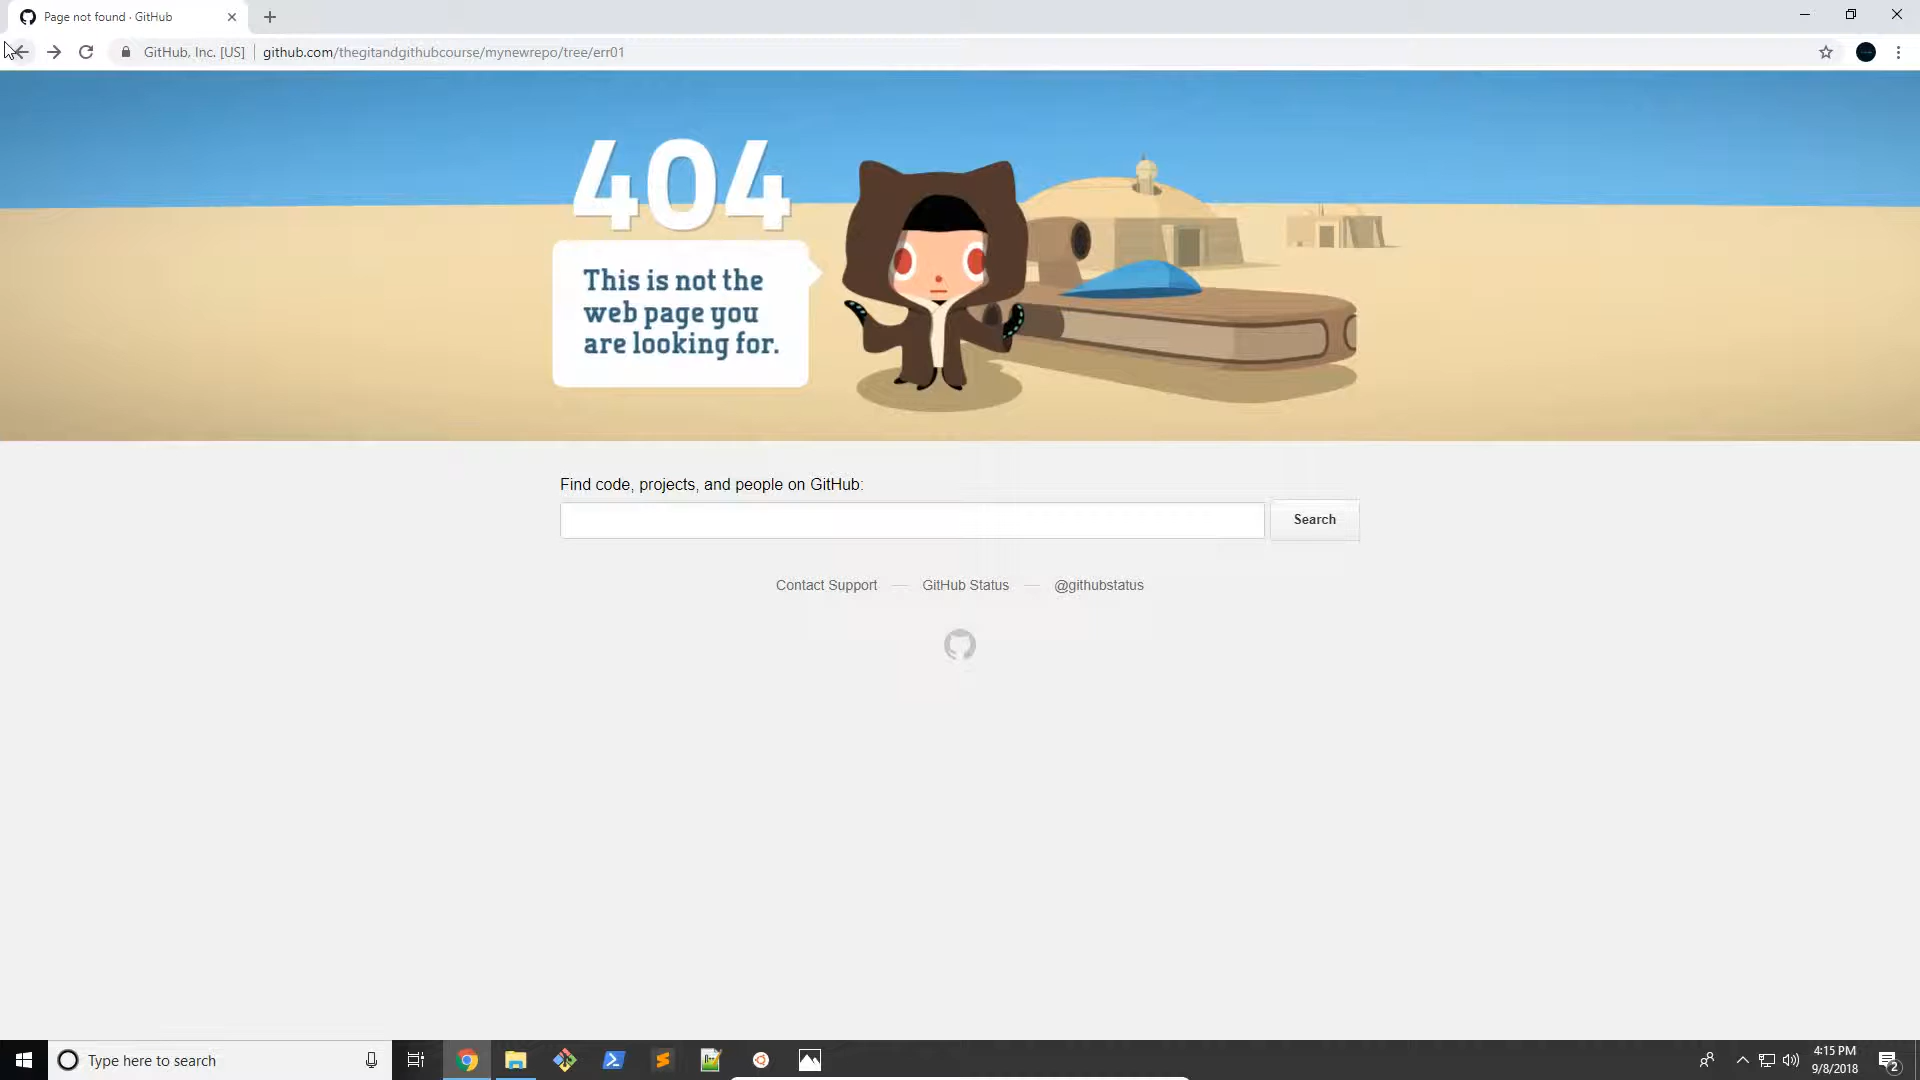 Page not found · GitHub
GitHub, Inc. [US]
github.com/thegitandgithubcourse/mynewrepo/tree/err01
404
This is not the
web page you
are looking for.
Find code, projects, and people on GitHub:
Search
Contact Support
GitHub Status
@githubstatus
Type here to search
4:15 PM
9/8/2018
2